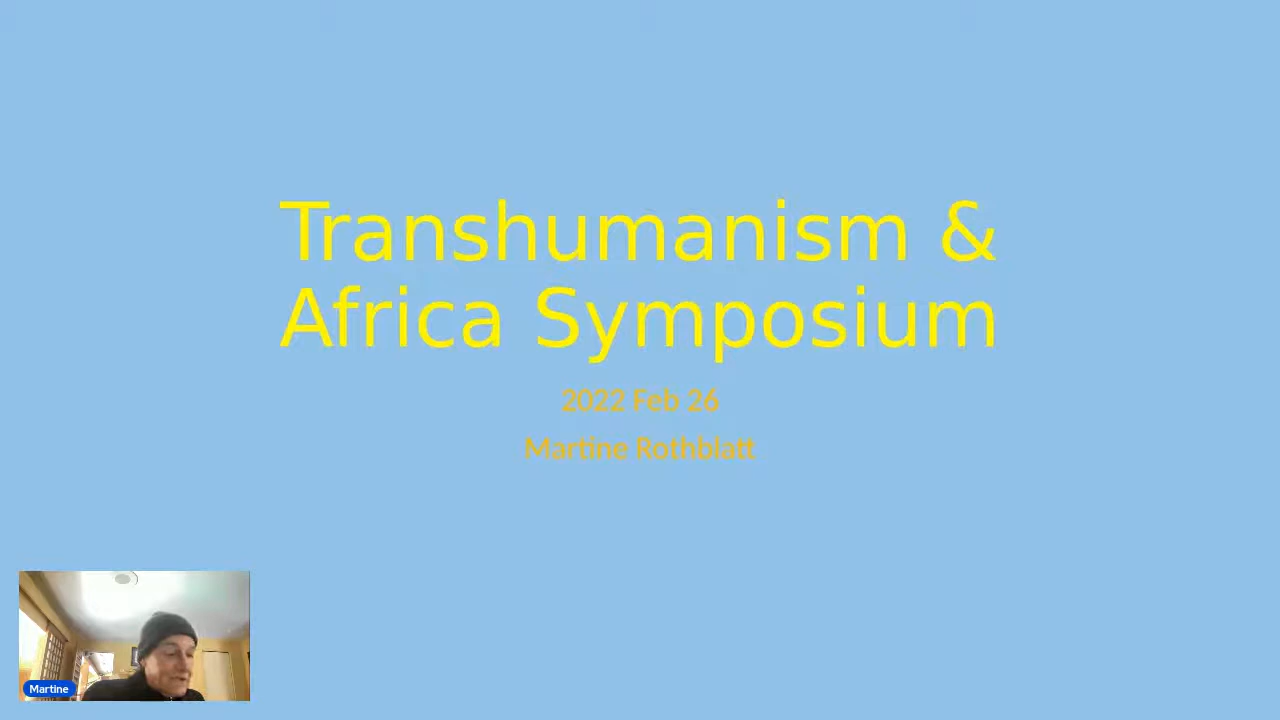 Transhumanism &
Africa Symposium
2022 Feb 26
Martine Rothblatt
Martine